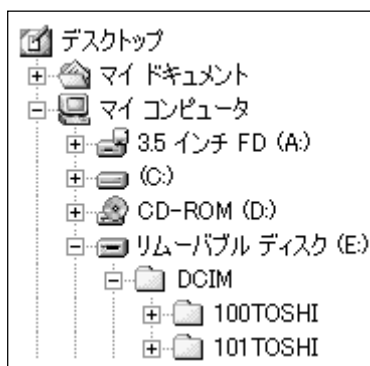 デスクトップ
マイ ドキュメント
マイ コンピュータ
3.5 インチ FD (A:)
(C:)
CD-ROM (D:)
リムーバブル ディスク (E:)
DCIM
100TOSHI
101TOSHI